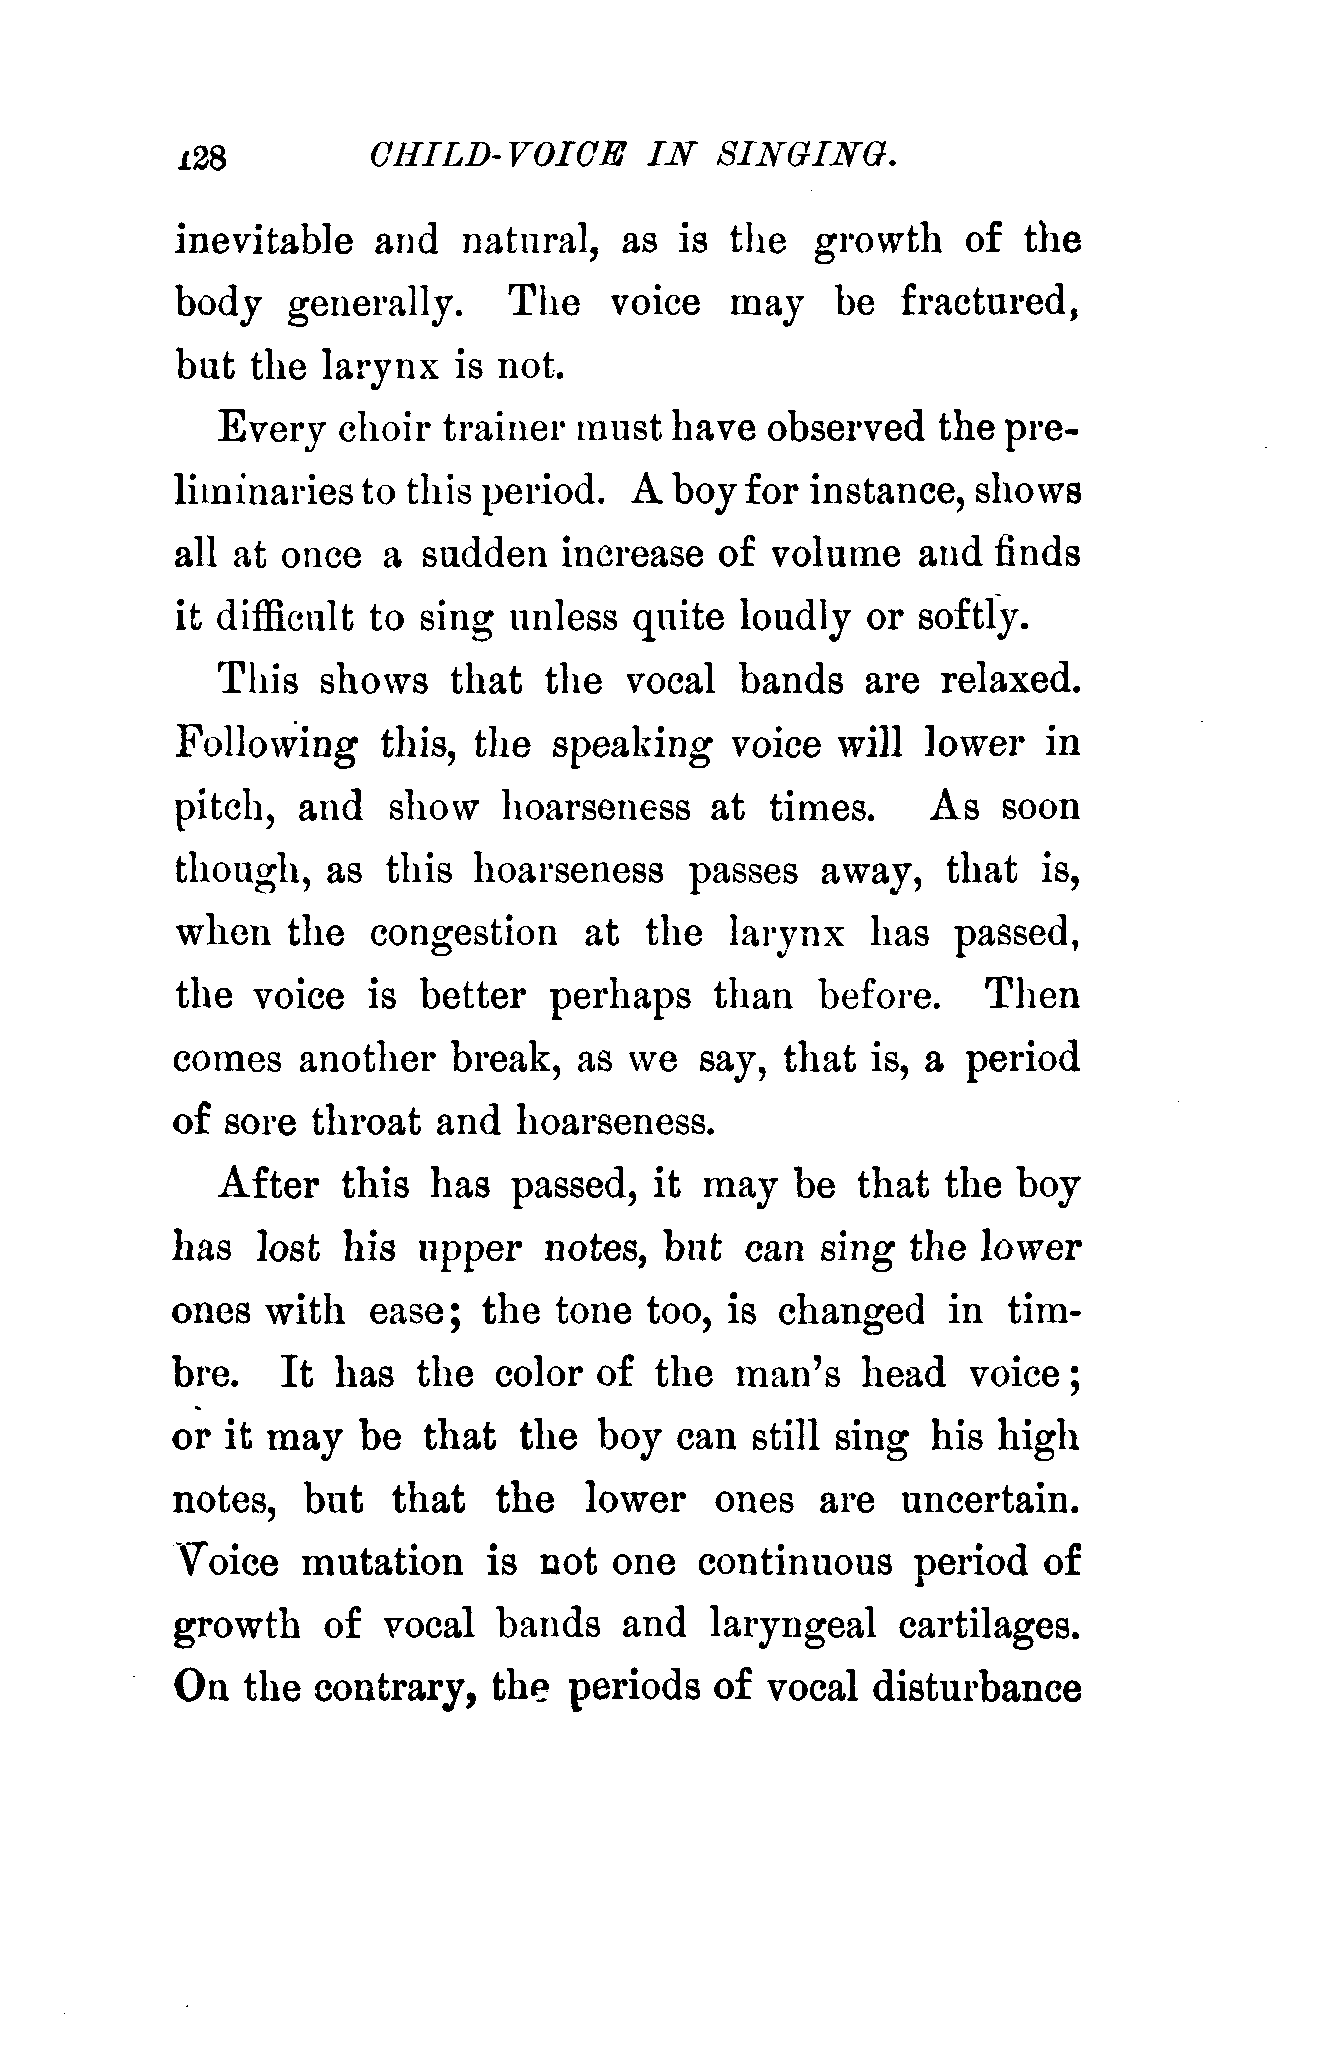 128 CHILD-VOICE IN SINGING.
inevitable and natural, as is the growth of the
body generally. The voice may be fractured,
but the larynx is not.
Every choir trainer must have observed the pre-
liminaries to this period. A boy for instance, shows
all at once a sudden increase of volume and finds
it difficult to sing unless quite loudly or softly.
This shows that the vocal bands are relaxed.
Following this, the speaking voice will lower in
pitch, and show hoarseness at times. As soon
though, as this hoarseness passes away, that is,
when the congestion at the larynx has passed,
the voice is better perhaps than before. Then
comes another break, as we say, that is, a period
of sore throat and hoarseness.
After this has passed, it may be that the boy
has lost his upper notes, but can sing the lower
ones with ease; the tone too, is changed in tim-
bre. It has the color of the man's head voice;
or it may be that the boy can still sing his high
notes, but that the lower ones are uncertain.
Voice mutation is not one continuous period of
growth of vocal bands and laryngeal cartilages.
On the contrary, the periods of vocal disturbance